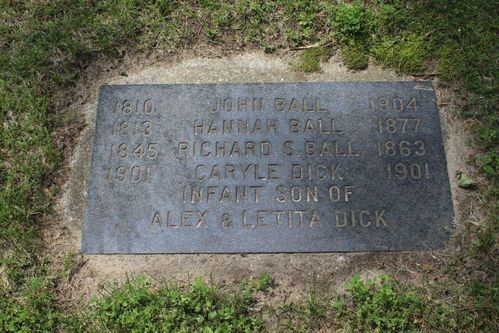 1810 JOHN BALL 1904
1813 HANNAH BALL 1877
1845 RICHARD S. BALL 1863
1901 CARYLE DICK 1901
INFANT SON OF
ALEX & LETITA DICK